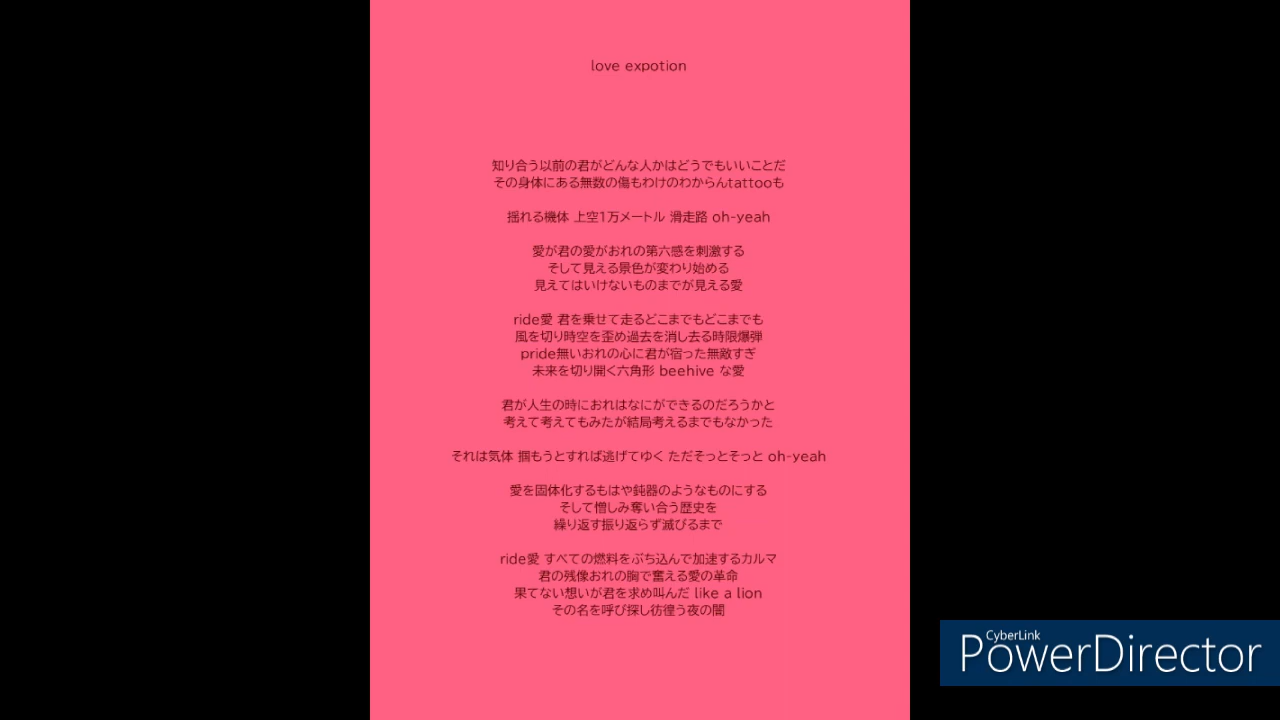 love expotion
知り合う以前の君がどんな人かはどうでもいいことだ
その身体にある無数の傷もわけのわからんtattooも
揺れる機体 上空1万メートル 滑走路 oh-yeah
愛が君の愛がおれの第六感を刺激する
そして見える景色が変わり始める
見えてはいけないものまでが見える愛
ride愛 君を乗せて走るどこまでもどこまでも
風を切り時空を歪め過去を消し去る時限爆弾
pride無いおれの心に君が宿った無敵すぎ
未来を切り開く六角形 beehive な愛
君が人生の時におれはなにができるのだろうかと
考えて考えてもみたが結局考えるまでもなかった
それは気体 掴もうとすれば逃げてゆく ただそっとそっと oh-yeah
愛を固体化するもはや鈍器のようなものにする
そして憎しみ奪い合う歴史を
繰り返す振り返らず滅びるまで
ride愛 すべての燃料をぶち込んで加速するカルマ
君の残像おれの胸で奮える愛の革命
果てない想いが君を求め叫んだ like a lion
その名を呼び探し彷徨う夜の闇
CyberLink
PowerDirector